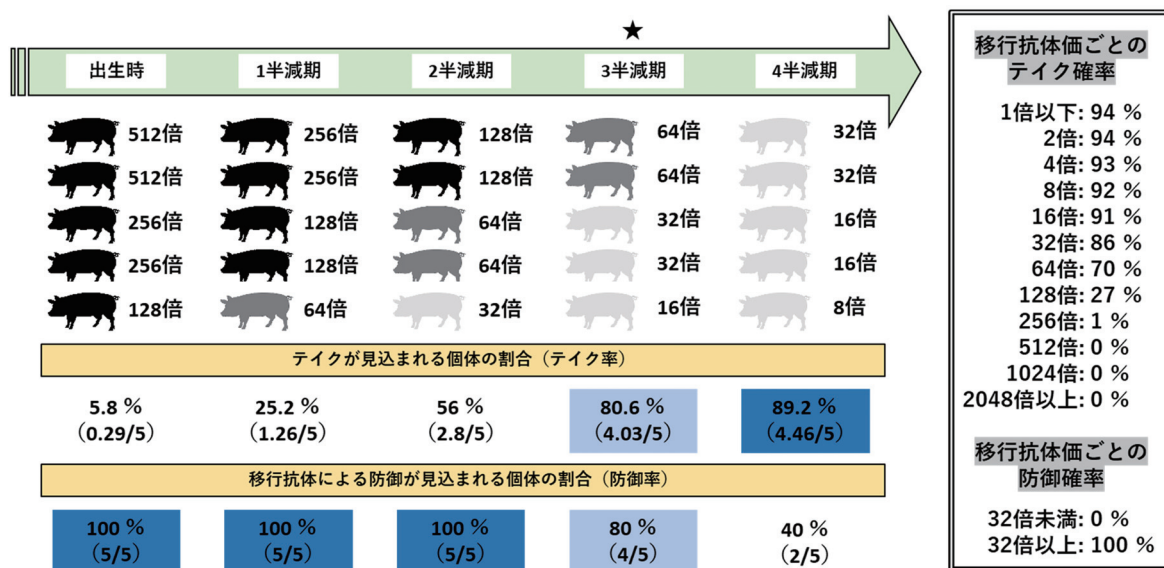 ★
出生時 1半減期 2半減期 3半減期 4半減期
512倍 256倍 128倍 64倍 32倍
512倍 256倍 128倍 64倍 32倍
256倍 128倍 64倍 32倍 16倍
256倍 128倍 64倍 32倍 16倍
128倍 64倍 32倍 16倍 8倍
テイクが見込まれる個体の割合（テイク率）
5.8 % 25.2 % 56 % 80.6 % 89.2 %
（0.29/5） （1.26/5） （2.8/5） （4.03/5） （4.46/5）
移行抗体による防御が見込まれる個体の割合（防御率）
100 % 100 % 100 % 80 % 40 %
（5/5） （5/5） （5/5） （4/5） （2/5）
移行抗体価ごとの
テイク確率
1倍以下: 94 %
2倍: 94 %
4倍: 93 %
8倍: 92 %
16倍: 91 %
32倍: 86 %
64倍: 70 %
128倍: 27 %
256倍: 1 %
512倍: 0 %
1024倍: 0 %
2048倍以上: 0 %
移行抗体価ごとの
防御確率
32倍未満: 0 %
32倍以上: 100 %